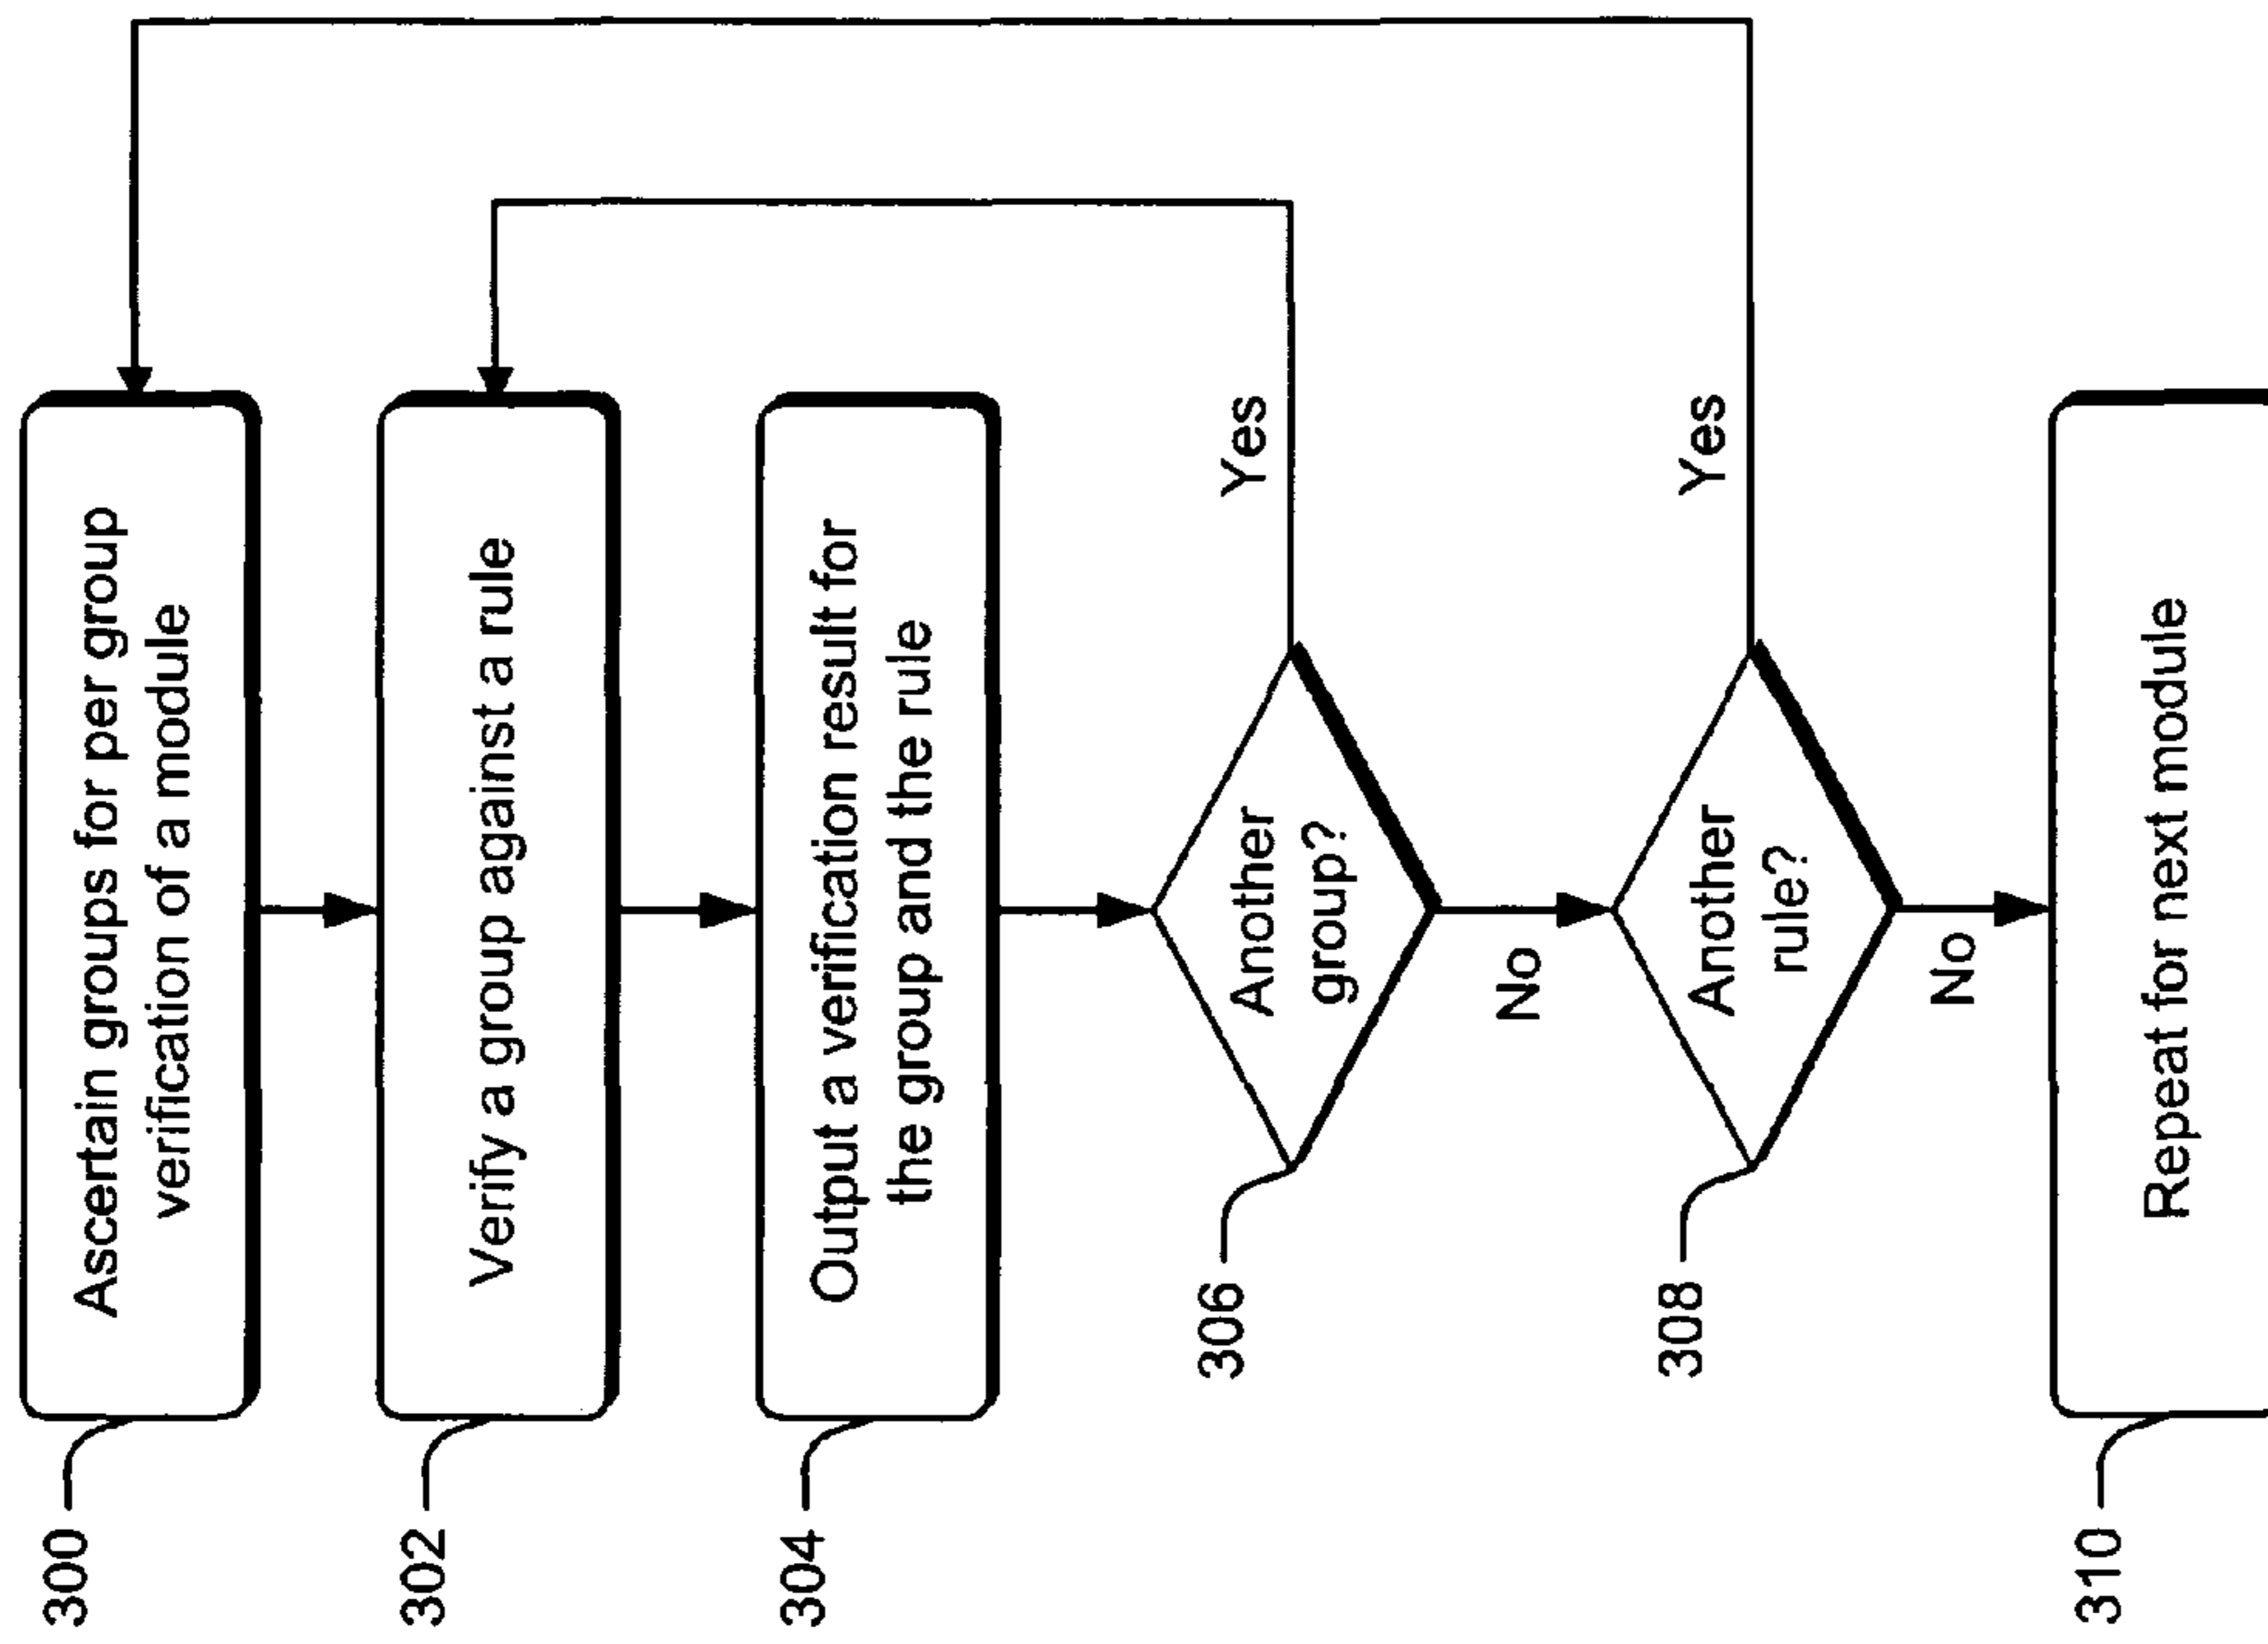 300
Ascertain groups for per group
verification of a module
302
Verify a group against a rule
304
Output a verification result for
the group and the rule
306
Another
group?
Yes
No
308
Another
rule?
Yes
No
310
Repeat for next module